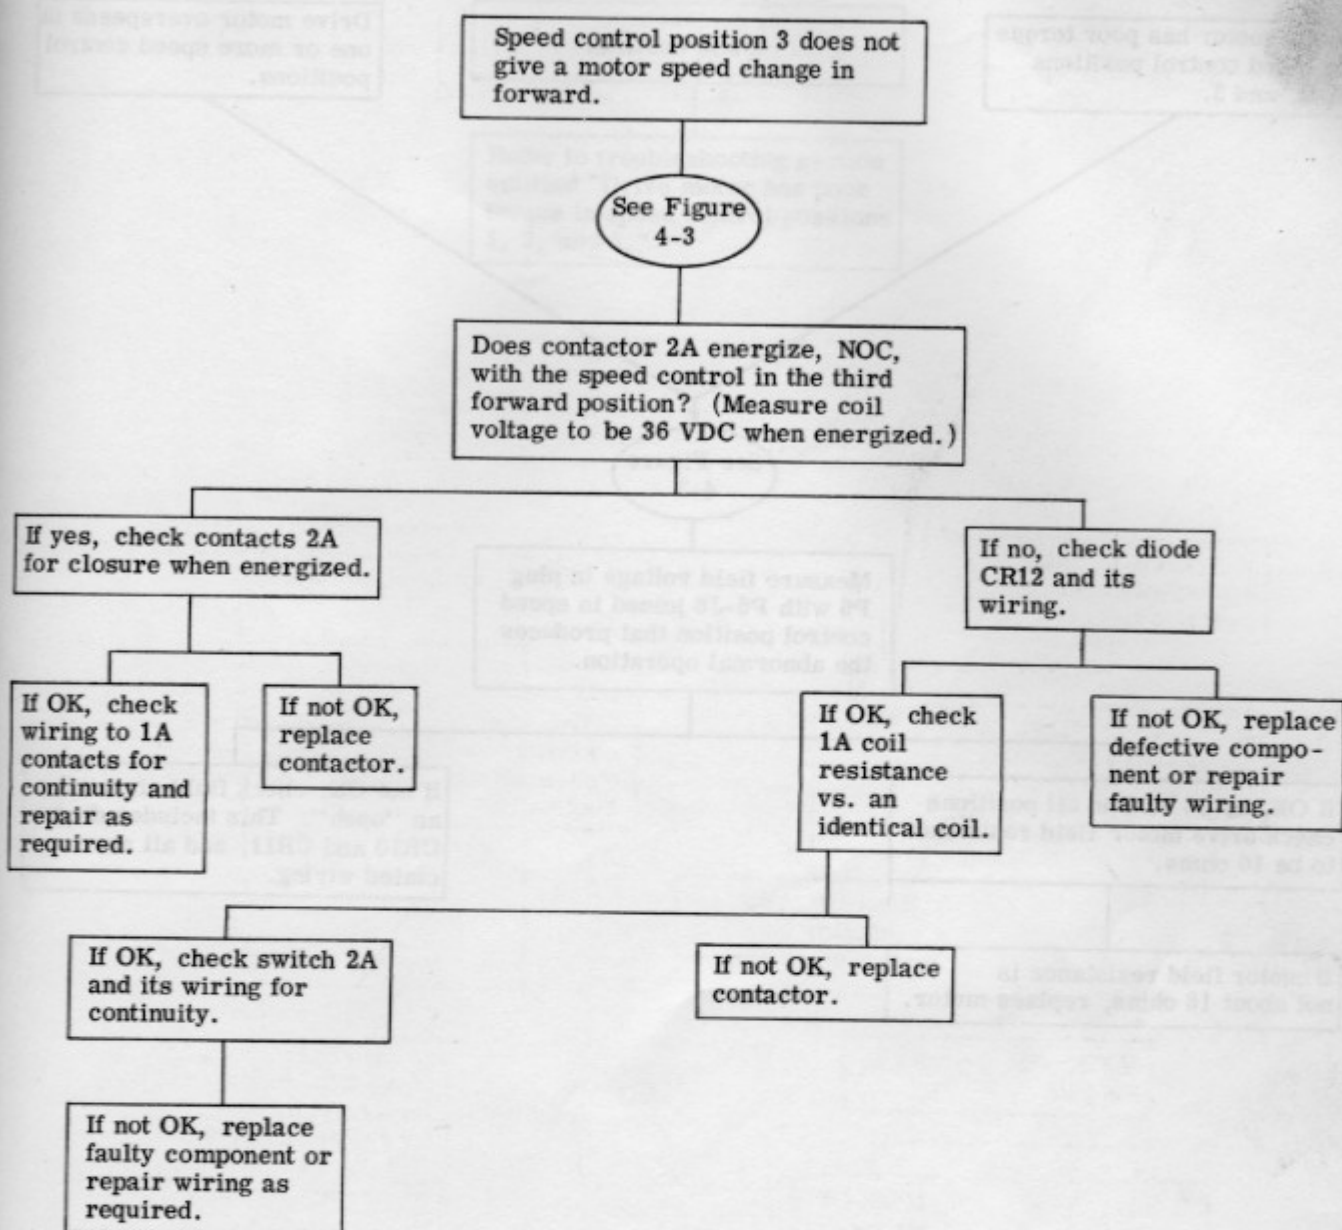 Speed control position 3 does not
give a motor speed change in
forward.
See Figure
4-3
Does contactor 2A energize, NOC,
with the speed control in the third
forward position? (Measure coil
voltage to be 36 VDC when energized.)
If yes, check contacts 2A
for closure when energized.
If no, check diode
CR12 and its
wiring.
If OK, check
wiring to 1A
contacts for
continuity and
repair as
required.
If not OK,
replace
contactor.
If OK, check
1A coil
resistance
vs. an
identical coil.
If not OK, replace
defective compo-
nent or repair
faulty wiring.
If OK, check switch 2A
and its wiring for
continuity.
If not OK, replace
contactor.
If not OK, replace
faulty component or
repair wiring as
required.